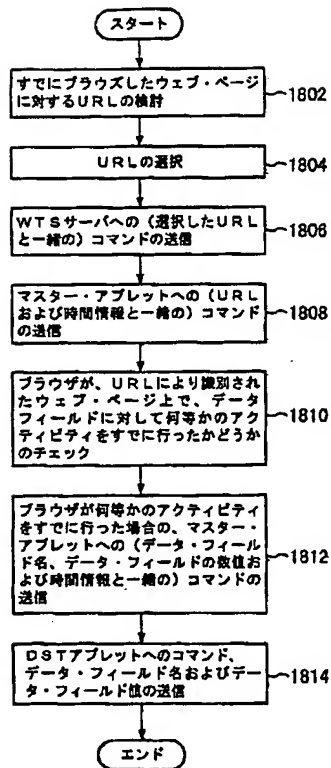 スタート
すでにブラウズしたウェブ・ページ
に対するURLの検討
1802
URLの選択
1804
WTSサーバへの（選択したURL
と一緒の）コマンドの送信
1806
マスター・アプレットへの（URL
および時間情報と一緒の）コマンド
の送信
1808
ブラウザが、URLにより識別され
たウェブ・ページ上で、データ
フィールドに対して何等かのアク
ティビティをすでに行ったかどうか
のチェック
1810
ブラウザが何等かのアクティビティ
をすでに行った場合の、マスター・
アプレットへの（データ・フィール
ド名、データ・フィールドの数値お
よび時間情報と一緒の）コマンドの
送信
1812
DSTアプレットへのコマンド、
データ・フィールド名およびデー
タ・フィールド値の送信
1814
エンド